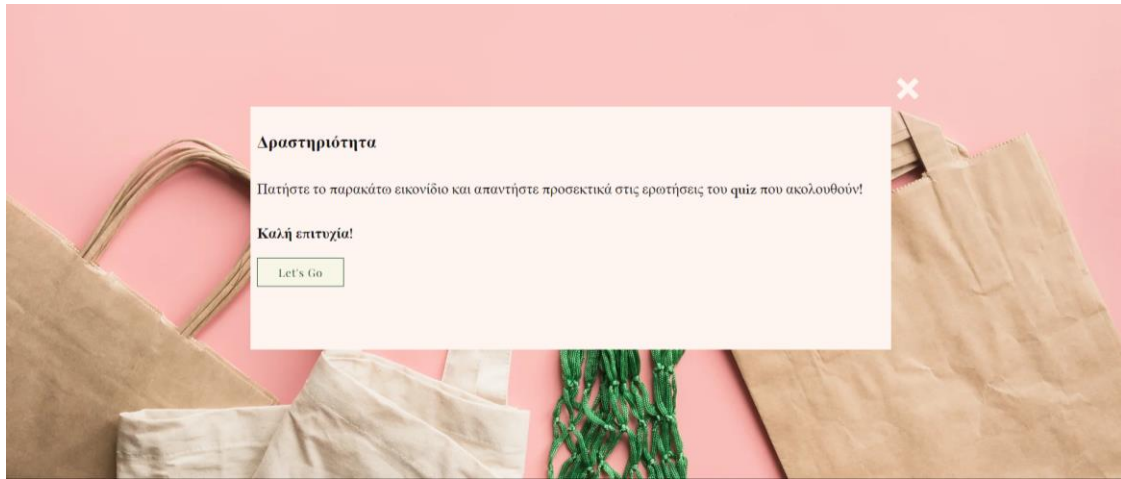 Δραστηριότητα
Πατήστε το παρακάτω εικονίδιο και απαντήστε προσεκτικά στις ερωτήσεις του quiz που ακολουθούν!
Καλή επιτυχία!
Let's Go